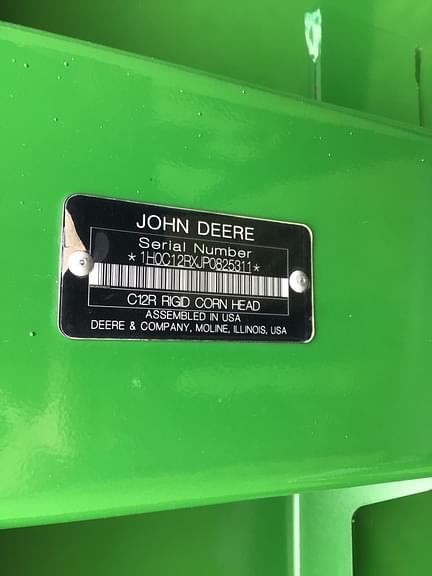 JOHN DEERE
Serial Number
*1H0C12RXJP0825311*
C12R RIGID CORN HEAD
ASSEMBLED IN USA
DEERE & COMPANY, MOLINE, ILLINOIS, USA